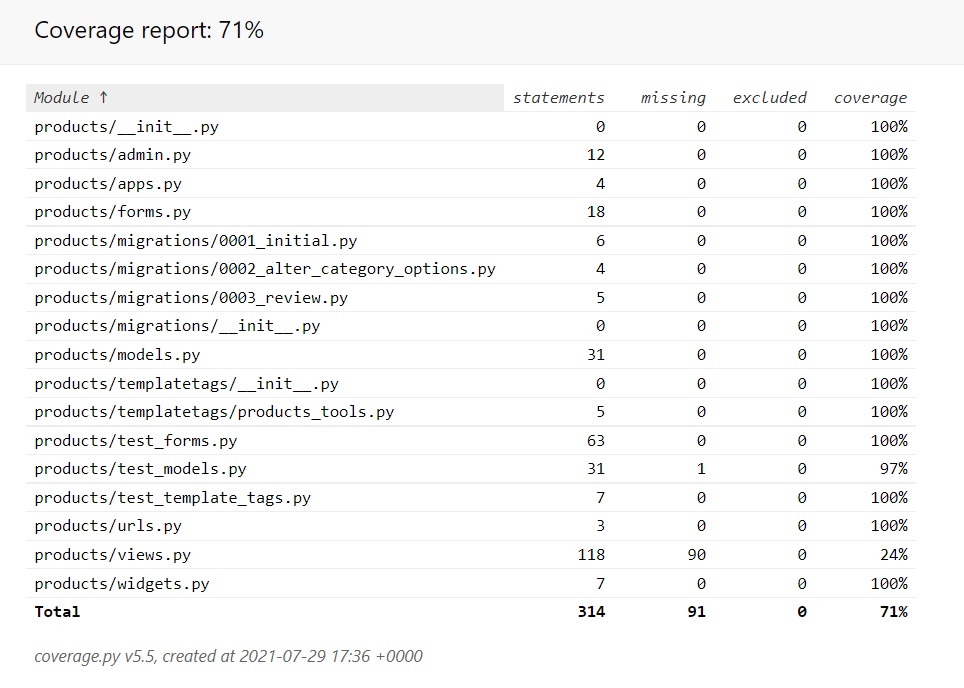 Coverage report: 71%
Module ↑ statements missing excluded coverage
products/__init__.py 0 0 0 100%
products/admin.py 12 0 0 100%
products/apps.py 4 0 0 100%
products/forms.py 18 0 0 100%
products/migrations/0001_initial.py 6 0 0 100%
products/migrations/0002_alter_category_options.py 4 0 0 100%
products/migrations/0003_review.py 5 0 0 100%
products/migrations/__init__.py 0 0 0 100%
products/models.py 31 0 0 100%
products/templatetags/__init__.py 0 0 0 100%
products/templatetags/products_tools.py 5 0 0 100%
products/test_forms.py 63 0 0 100%
products/test_models.py 31 1 0 97%
products/test_template_tags.py 7 0 0 100%
products/urls.py 3 0 0 100%
products/views.py 118 90 0 24%
products/widgets.py 7 0 0 100%
Total 314 91 0 71%
coverage.py v5.5, created at 2021-07-29 17:36 +0000